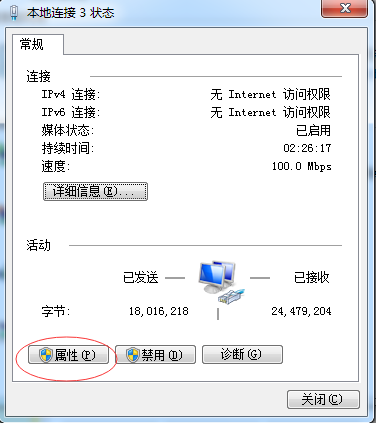 本地连接 3 状态
常规
连接
IPv4 连接: 无 Internet 访问权限
IPv6 连接: 无 Internet 访问权限
媒体状态: 已启用
持续时间: 02:26:17
速度: 100.0 Mbps
详细信息(E)...
活动
已发送 已接收
字节: 18,016,218 24,479,204
属性(P) 禁用(D) 诊断(G)
关闭(C)